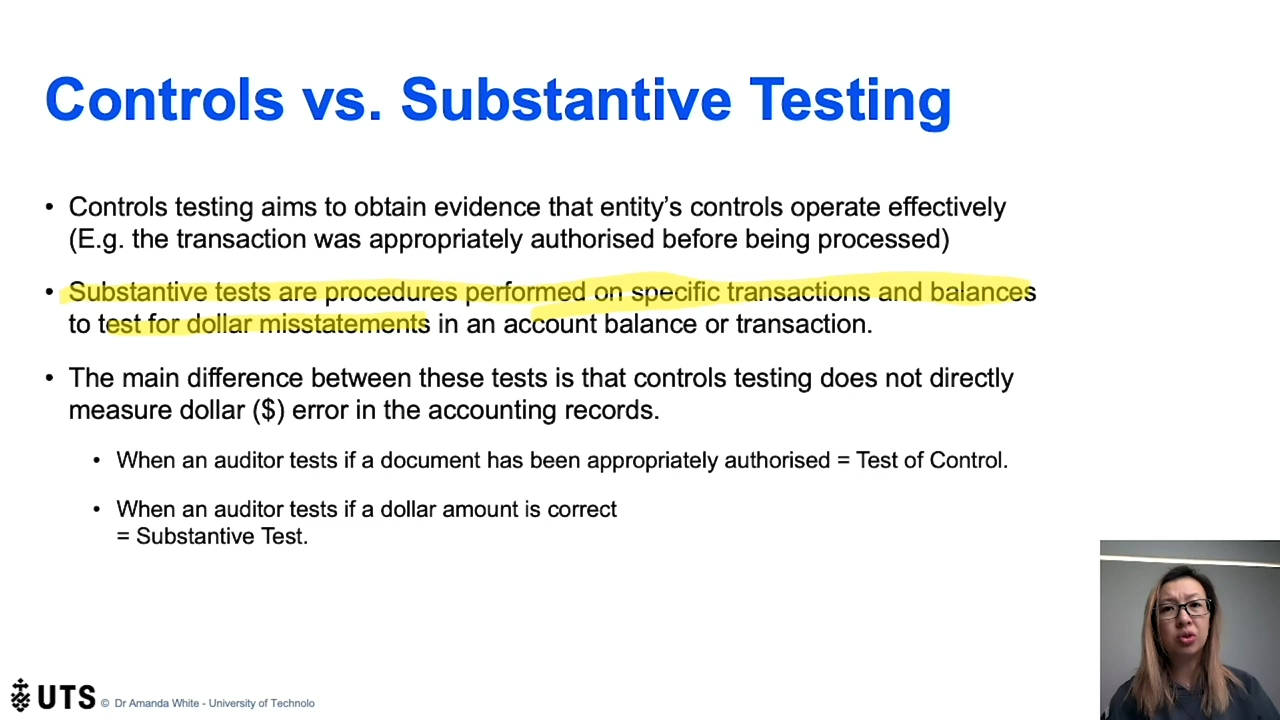 Controls vs. Substantive Testing
• Controls testing aims to obtain evidence that entity's controls operate effectively
(E.g. the transaction was appropriately authorised before being processed)
• Substantive tests are procedures performed on specific transactions and balances
to test for dollar misstatements in an account balance or transaction.
• The main difference between these tests is that controls testing does not directly
measure dollar ($) error in the accounting records.
• When an auditor tests if a document has been appropriately authorised = Test of Control.
• When an auditor tests if a dollar amount is correct
= Substantive Test.
UTS © Dr Amanda White - University of Technolo